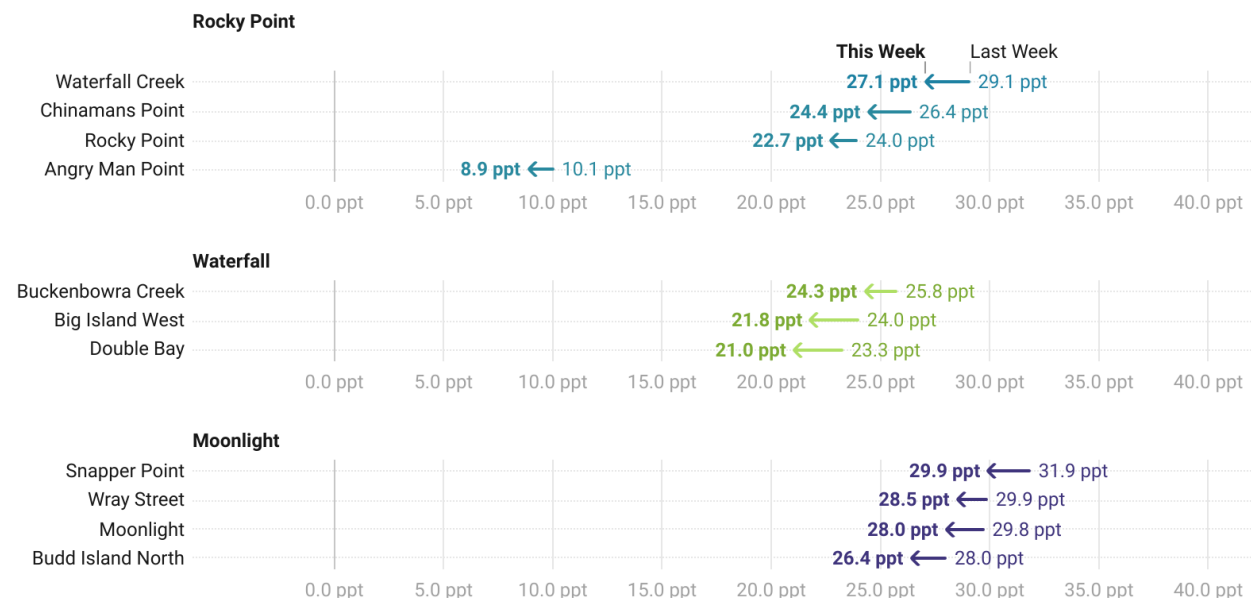 Rocky Point
This Week Last Week
Waterfall Creek 27.1 ppt 29.1 ppt
Chinamans Point 24.4 ppt 26.4 ppt
Rocky Point 22.7 ppt 24.0 ppt
Angry Man Point 8.9 ppt 10.1 ppt
0.0 ppt 5.0 ppt 10.0 ppt 15.0 ppt 20.0 ppt 25.0 ppt 30.0 ppt 35.0 ppt 40.0 ppt
Waterfall
Buckenbowra Creek 24.3 ppt 25.8 ppt
Big Island West 21.8 ppt 24.0 ppt
Double Bay 21.0 ppt 23.3 ppt
0.0 ppt 5.0 ppt 10.0 ppt 15.0 ppt 20.0 ppt 25.0 ppt 30.0 ppt 35.0 ppt 40.0 ppt
Moonlight
Snapper Point 29.9 ppt 31.9 ppt
Wray Street 28.5 ppt 29.9 ppt
Moonlight 28.0 ppt 29.8 ppt
Budd Island North 26.4 ppt 28.0 ppt
0.0 ppt 5.0 ppt 10.0 ppt 15.0 ppt 20.0 ppt 25.0 ppt 30.0 ppt 35.0 ppt 40.0 ppt